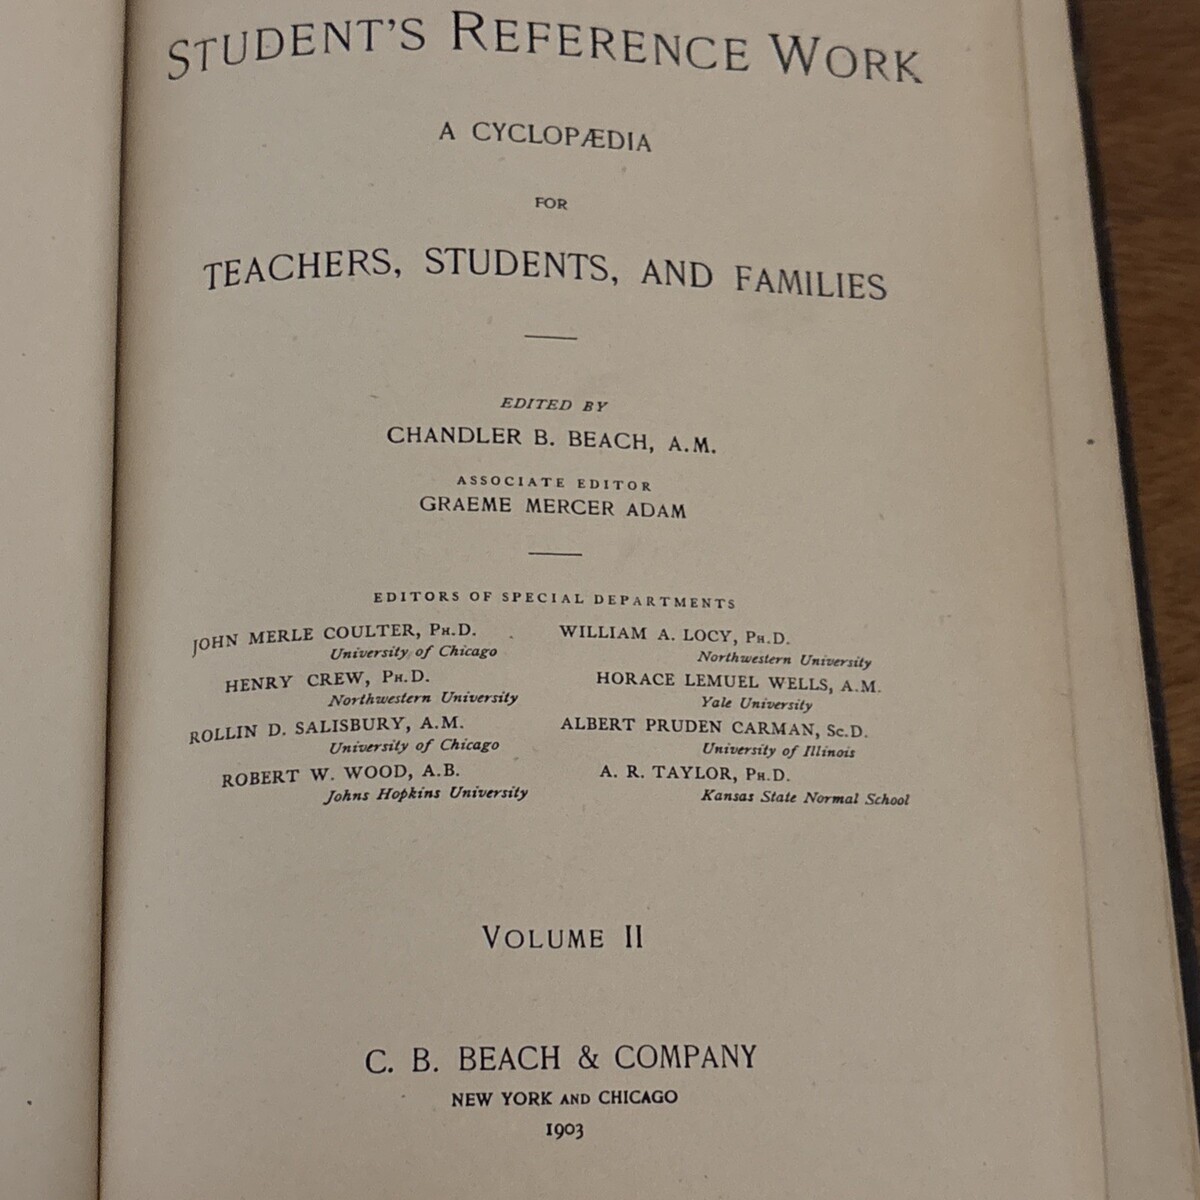 STUDENT'S REFERENCE WORK
A CYCLOPÆDIA
FOR
TEACHERS, STUDENTS, AND FAMILIES
EDITED BY
CHANDLER B. BEACH, A.M.
ASSOCIATE EDITOR
GRAEME MERCER ADAM
EDITORS OF SPECIAL DEPARTMENTS
JOHN MERLE COULTER, PH.D.
University of Chicago
HENRY CREW, PH.D.
Northwestern University
ROLLIN D. SALISBURY, A.M.
University of Chicago
ROBERT W. WOOD, A.B.
Johns Hopkins University
WILLIAM A. LOCY, PH.D.
Northwestern University
HORACE LEMUEL WELLS, A.M.
Yale University
ALBERT PRUDEN CARMAN, Sc.D.
University of Illinois
A. R. TAYLOR, PH.D.
Kansas State Normal School
VOLUME II
C. B. BEACH & COMPANY
NEW YORK AND CHICAGO
1903